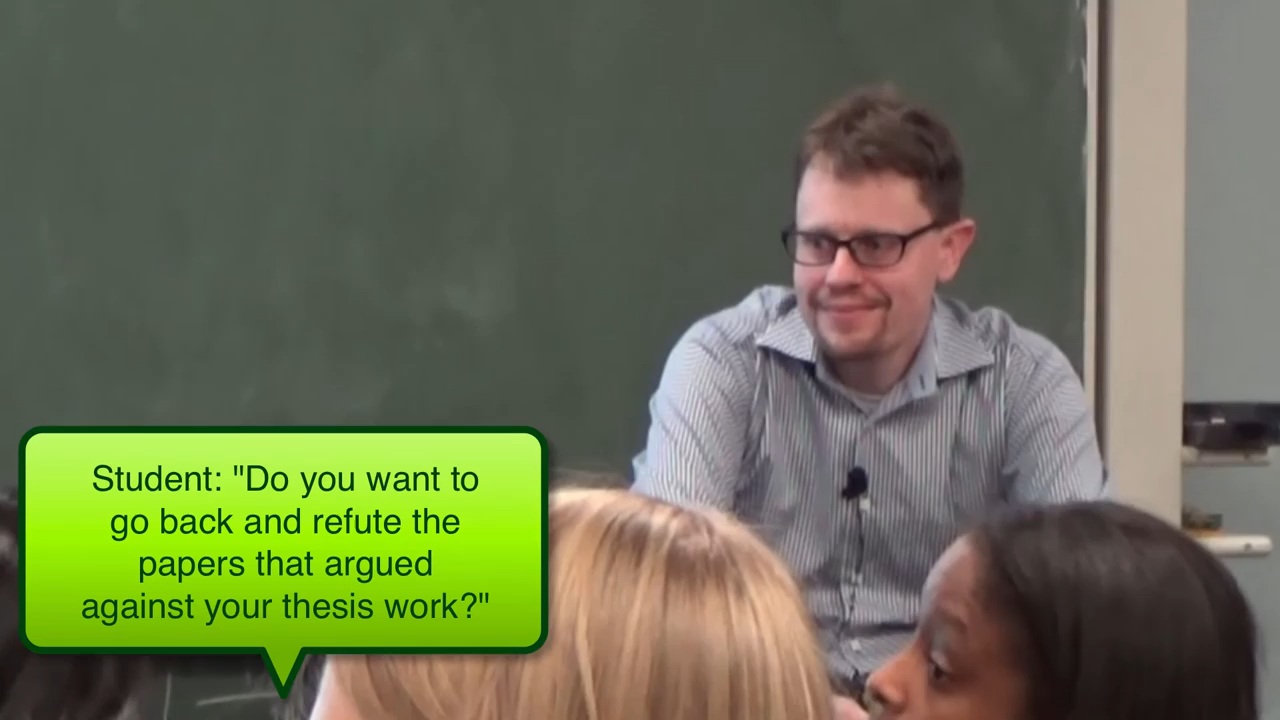 Student: "Do you want to
go back and refute the
papers that argued
against your thesis work?"